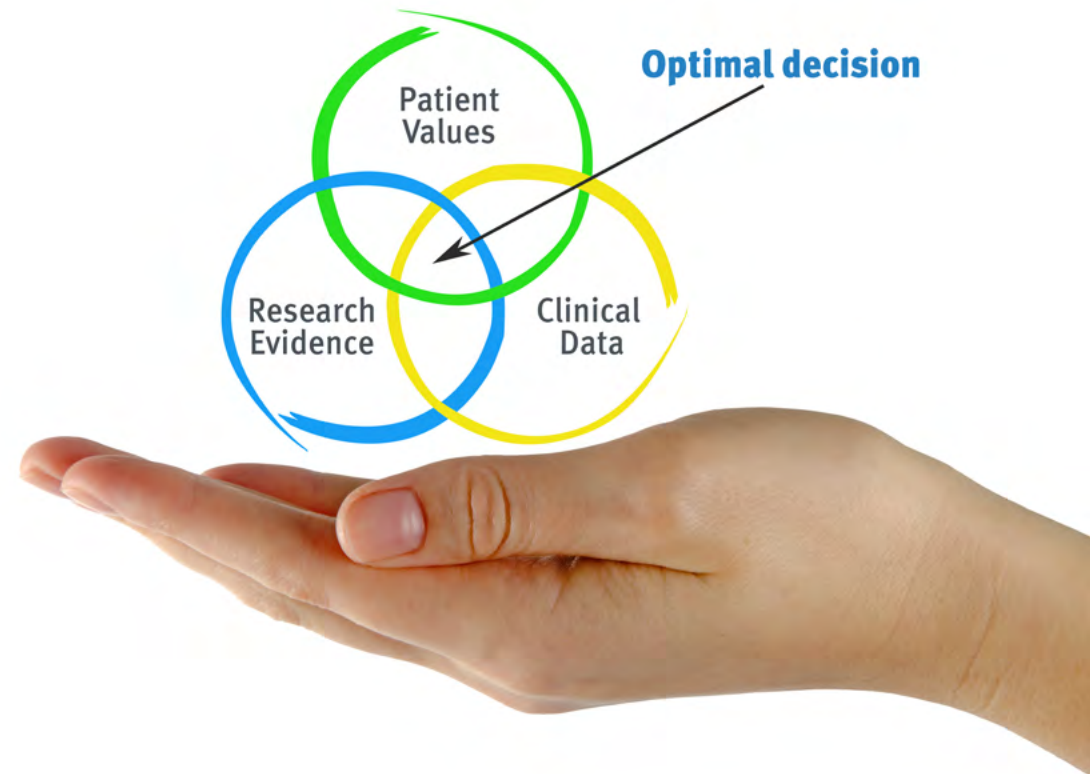 Optimal decision
Patient
Values
Research
Evidence
Clinical
Data